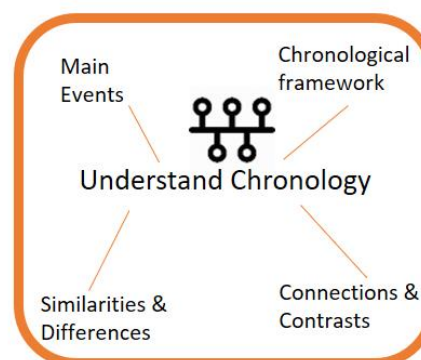 Main
Events
Chronological
framework
Understand Chronology
Similarities &
Differences
Connections &
Contrasts